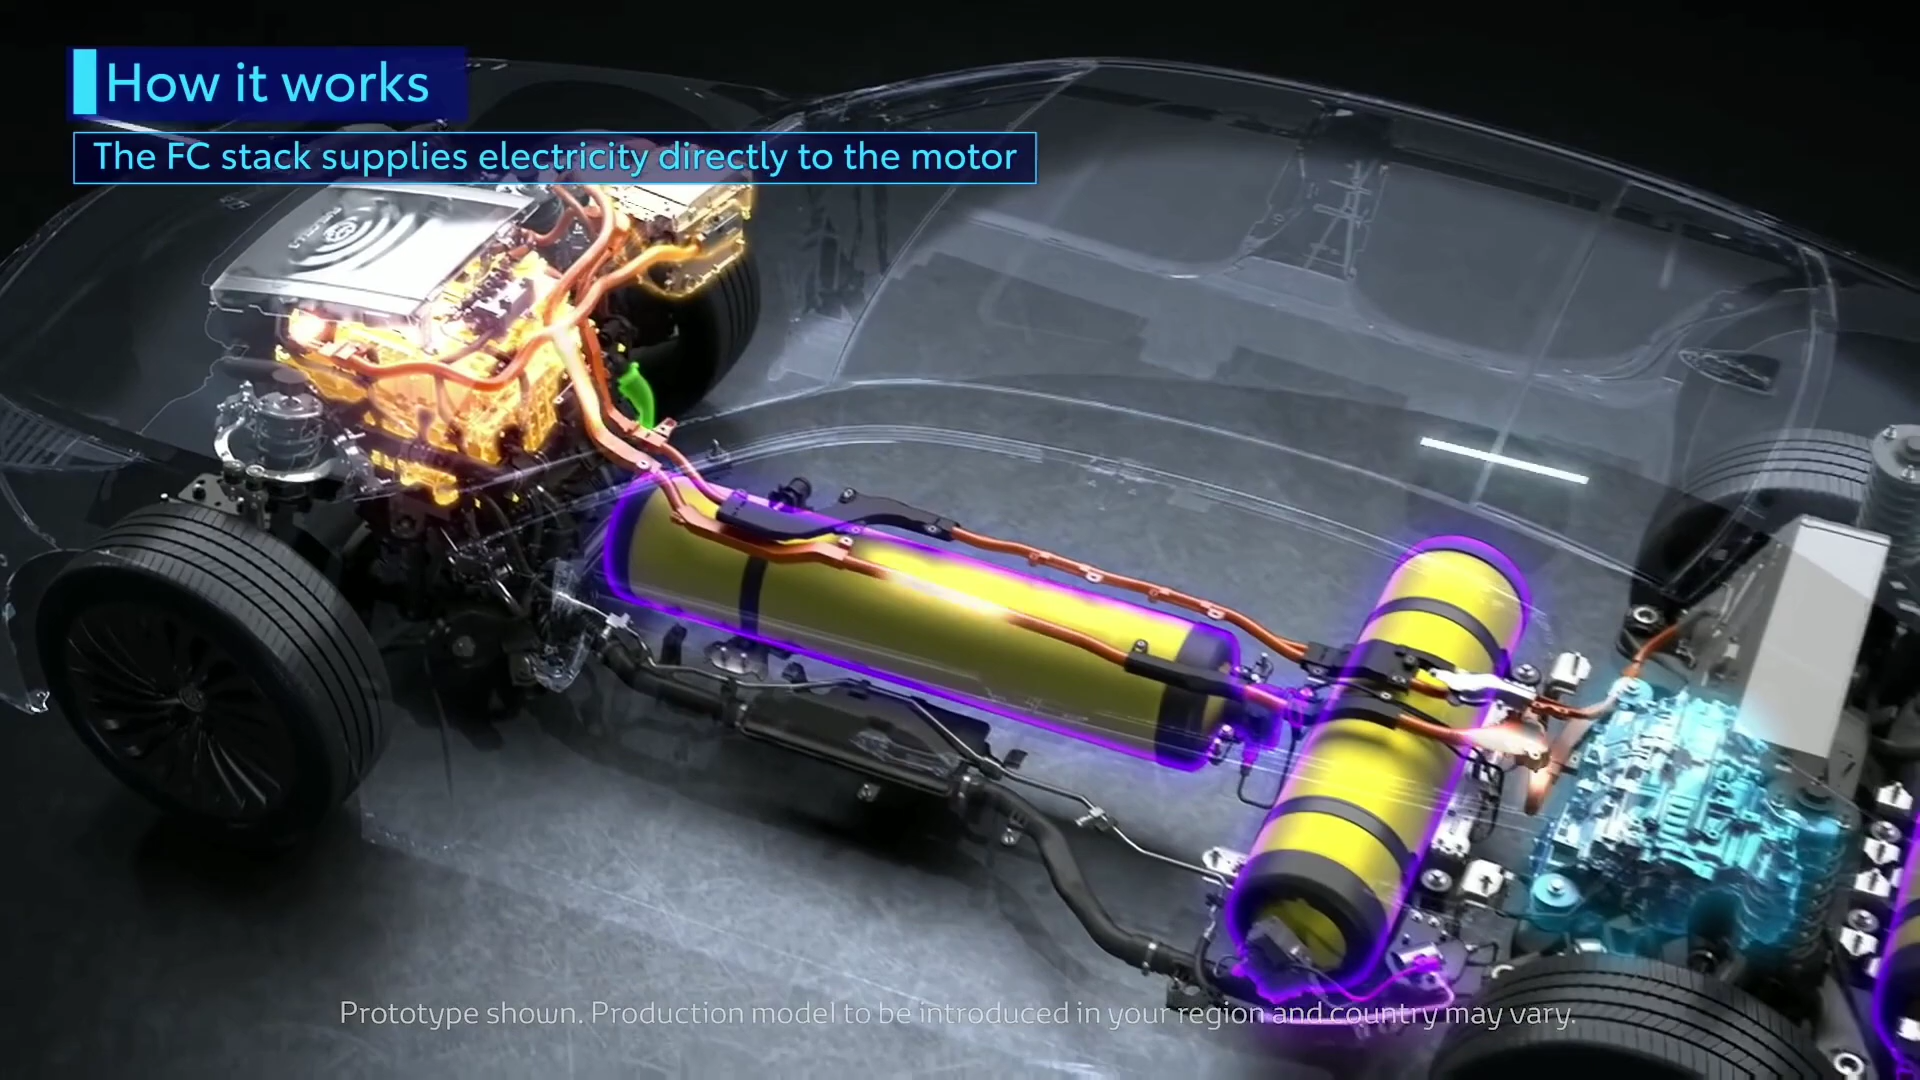 How it works
The FC stack supplies electricity directly to the motor
Prototype shown. Production model to be introduced in your region and country may vary.